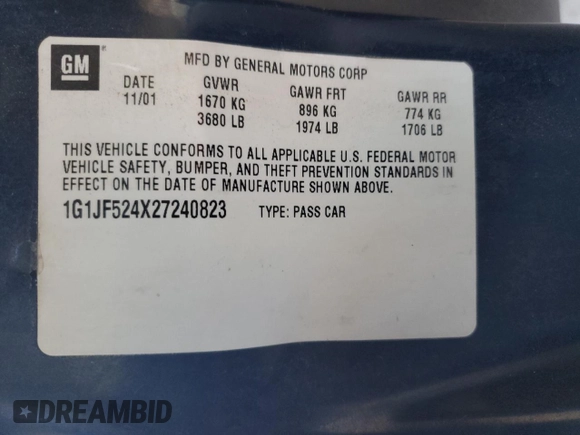 GM
MFD BY GENERAL MOTORS CORP
DATE GVWR GAWR FRT GAWR RR
11/01 1670 KG 896 KG 774 KG
3680 LB 1974 LB 1706 LB
THIS VEHICLE CONFORMS TO ALL APPLICABLE U.S. FEDERAL MOTOR
VEHICLE SAFETY, BUMPER, AND THEFT PREVENTION STANDARDS IN
EFFECT ON THE DATE OF MANUFACTURE SHOWN ABOVE.
1G1JF524X27240823 TYPE: PASS CAR
DREAMBID